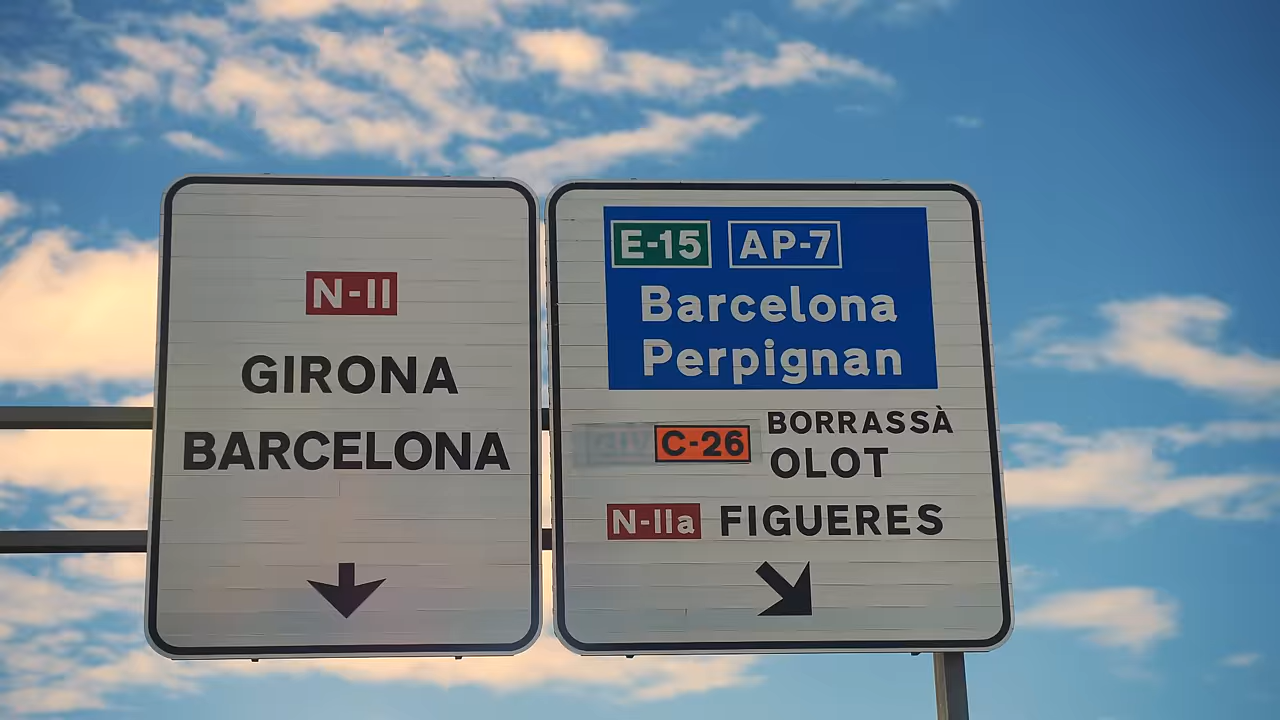 N-II
GIRONA
BARCELONA
E-15 AP-7
Barcelona
Perpignan
C-26 BORRASSÀ
OLOT
N-IIa FIGUERES